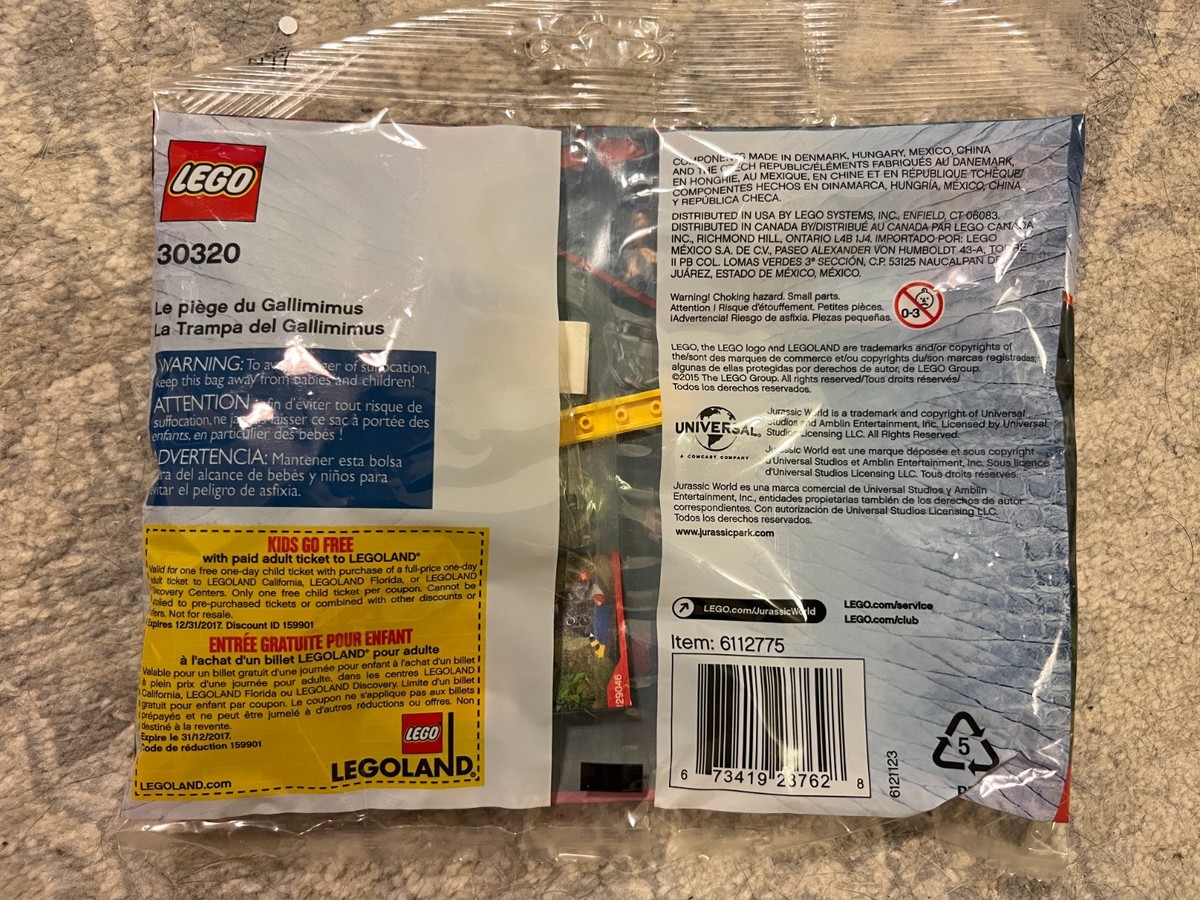 LEGO
30320
Le piège du Gallimimus
La Trampa del Gallimimus
WARNING: To of suffocation,
keep this bag away from babies and children!
ATTENTION d'éviter tout risque de
suffocation, ne laisser ce sac à portée des
enfants, en particulier des bebés !
ADVERTENCIA: Mantener esta bolsa
del alcance de bebés y niños para
evitar el peligro de asfixia.
KIDS GO FREE
with paid adult ticket to LEGOLAND®
Valid for one free one-day child ticket with purchase of a full-price one-day
adult ticket to LEGOLAND California, LEGOLAND Florida, or LEGOLAND
Discovery Centers. Only one free child ticket per coupon. Cannot be
applied to pre-purchased tickets or combined with other discounts or
offers. Not for resale.
Expires 12/31/2017. Discount ID 159901
ENTRÉE GRATUITE POUR ENFANT
à l'achat d'un billet LEGOLAND® pour adulte
Valable pour un billet gratuit d'une journée pour enfant à l'achat d'un billet
à plein prix d'une journée pour adulte, dans les centres LEGOLAND
California, LEGOLAND Florida ou LEGOLAND Discovery. Limite d'un billet
gratuit pour enfant par coupon. Le coupon ne s'applique pas aux billets
prépayés et ne peut être jumelé à d'autres réductions ou offres. Non
destiné à la revente.
Expire le 31/12/2017.
Code de réduction 159901
LEGO
LEGOLAND®
LEGOLAND.com
129046
COMPONENTS MADE IN DENMARK, HUNGARY, MEXICO, CHINA
AND THE CZECH REPUBLIC/ÉLÉMENTS FABRIQUÉS AU DANEMARK,
EN HONGRIE, AU MEXIQUE, EN CHINE ET EN RÉPUBLIQUE TCHÈQUE/
COMPONENTES HECHOS EN DINAMARCA, HUNGRÍA, MÉXICO, CHINA
Y REPÚBLICA CHECA.
DISTRIBUTED IN USA BY LEGO SYSTEMS, INC., ENFIELD, CT 06083.
DISTRIBUTED IN CANADA BY/DISTRIBUÉ AU CANADA PAR LEGO CANADA
INC., RICHMOND HILL, ONTARIO L4B 1J4. IMPORTADO POR: LEGO
MÉXICO S.A. DE C.V., PASEO ALEXANDER VON HUMBOLDT 43-A, TORRE
II PB COL. LOMAS VERDES 3ª SECCIÓN, C.P. 53125 NAUCALPAN DE
JUÁREZ, ESTADO DE MÉXICO, MÉXICO.
Warning! Choking hazard. Small parts.
Attention ! Risque d'étouffement. Petites pièces.
¡Advertencia! Riesgo de asfixia. Piezas pequeñas.
0-3
LEGO, the LEGO logo and LEGOLAND are trademarks and/or copyrights of
the/sont des marques de commerce et/ou copyrights du/son marcas registradas,
algunas de ellas protegidas por derechos de autor, de LEGO Group.
©2015 The LEGO Group. All rights reserved/Tous droits réservés/
Todos los derechos reservados.
UNIVERSAL
A COMCAST COMPANY
Jurassic World is a trademark and copyright of Universal
Studios and Amblin Entertainment, Inc. Licensed by Universal
Studios Licensing LLC. All Rights Reserved.
Jurassic World est une marque déposée et sous copyright
d'Universal Studios et Amblin Entertainment, Inc. Sous licence
d'Universal Studios Licensing LLC. Tous droits réservés.
Jurassic World es una marca comercial de Universal Studios y Amblin
Entertainment, Inc., entidades propietarias también de los derechos de autor
correspondientes. Con autorización de Universal Studios Licensing LLC.
Todos los derechos reservados.
www.jurassicpark.com
LEGO.com/JurassicWorld
LEGO.com/service
LEGO.com/club
Item: 6112775
6 73419 23762 8
6121123
5